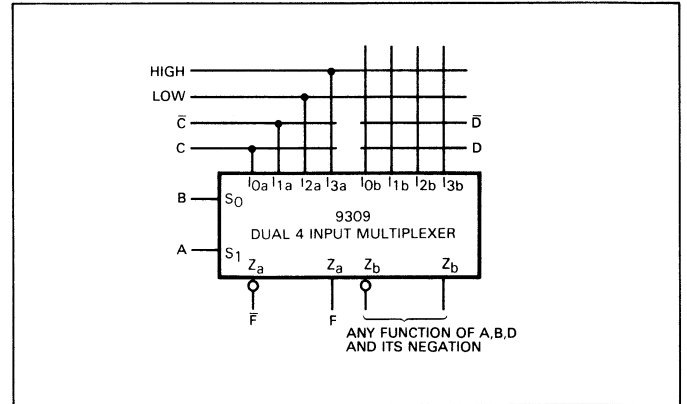 HIGH
LOW
C̅ D̅
C D
I0a I1a I2a I3a I0b I1b I2b I3b
B S0
9309
DUAL 4 INPUT MULTIPLEXER
A S1
Za Za Zb Zb
F̅ F
ANY FUNCTION OF A,B,D
AND ITS NEGATION